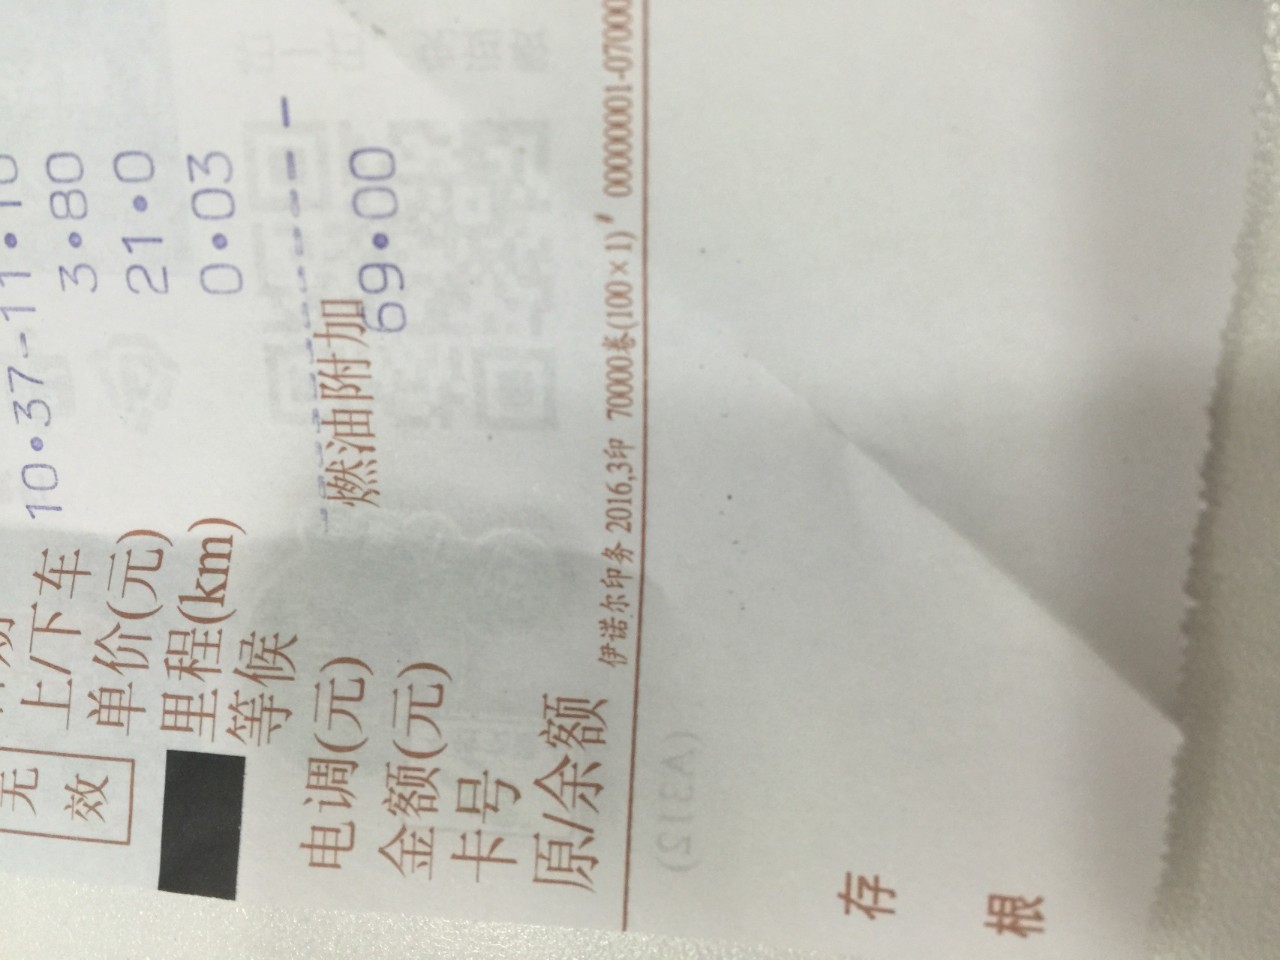 无
效
上/下车 10·37-11·10
单价(元) 3·80
里程(km) 21·0
等候 0·03
电调(元) 燃油附加
金额(元) 69·00
卡号
原/余额
伊诺尔印务 2016,3印 70000卷(100×1)′ 00000001-07000
存
根
(A3112)